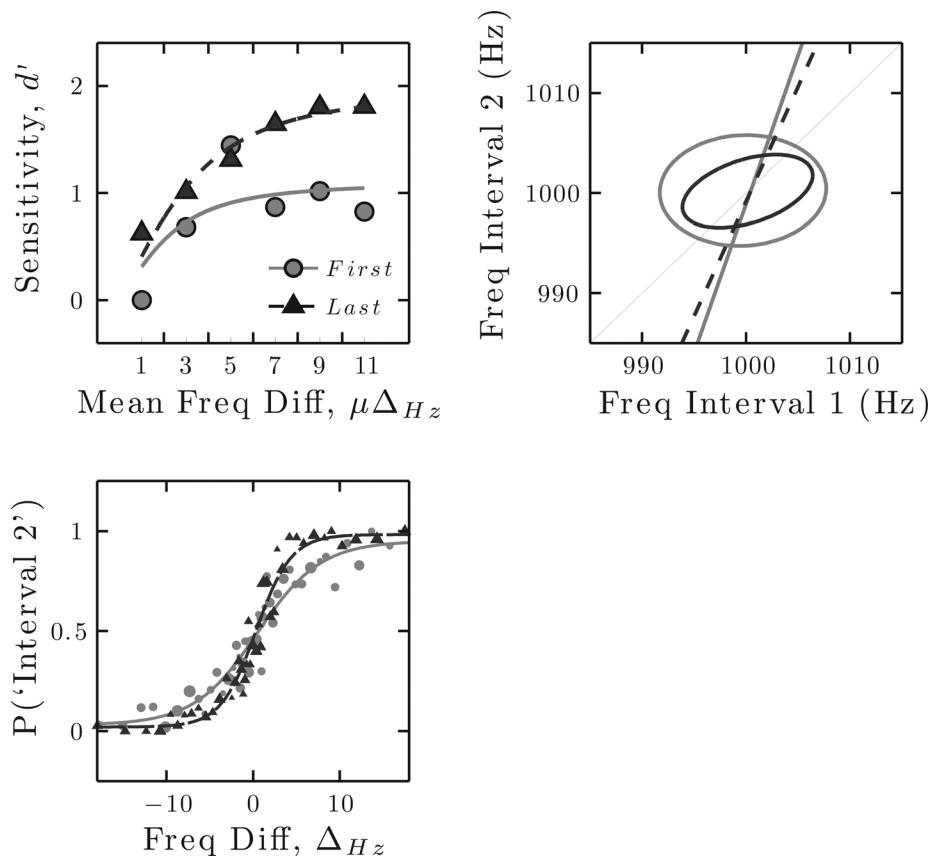 Sensitivity, d'
2
1
0
First
Last
1 3 5 7 9 11
Mean Freq Diff, μΔHz
Freq Interval 2 (Hz)
1010
1000
990
990 1000 1010
Freq Interval 1 (Hz)
P(‘Interval 2’)
1
0.5
0
−10 0 10
Freq Diff, ΔHz